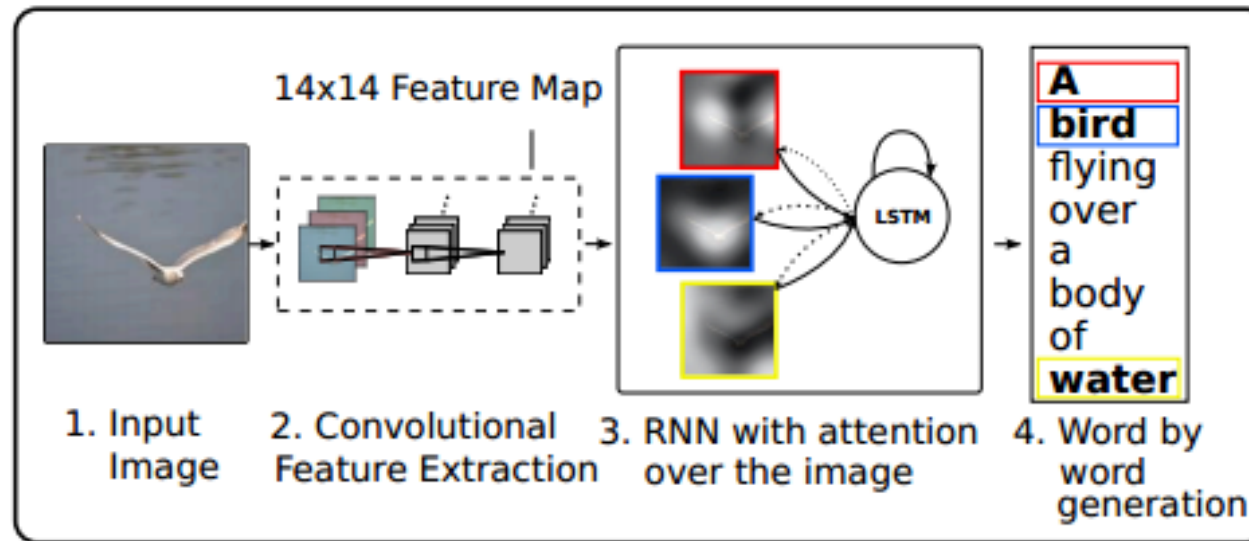 14x14 Feature Map
LSTM
A
bird
flying
over
a
body
of
water
1. Input
Image
2. Convolutional
Feature Extraction
3. RNN with attention
over the image
4. Word by
word
generation